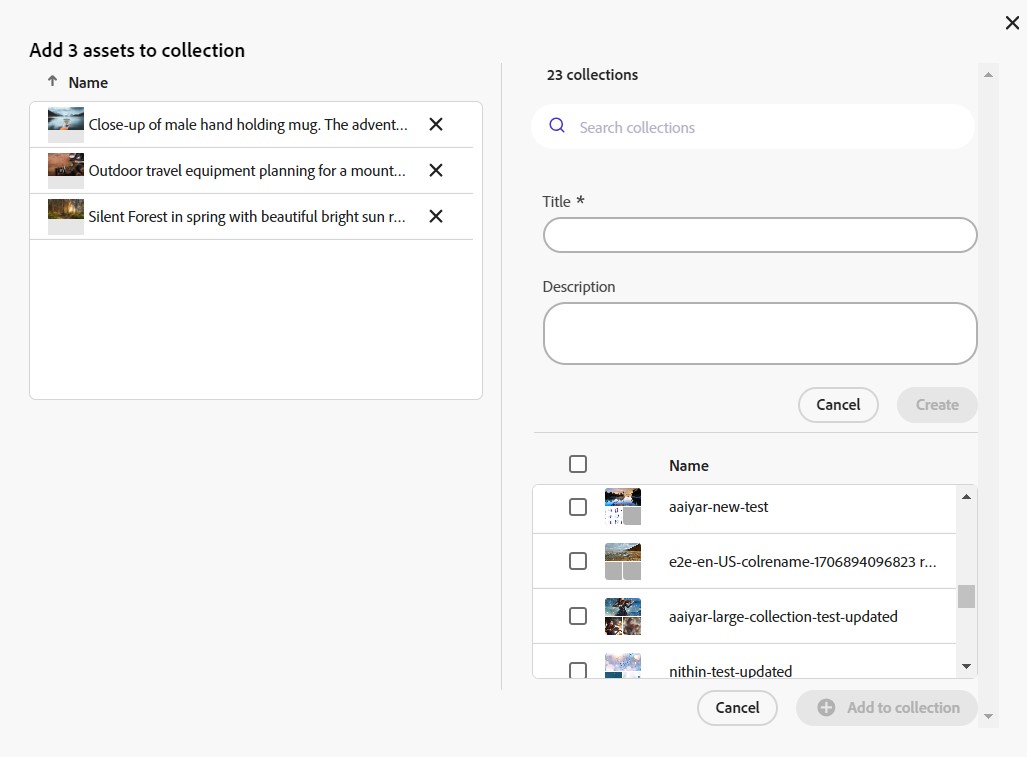 Add 3 assets to collection
Name
Close-up of male hand holding mug. The advent...
Outdoor travel equipment planning for a mount...
Silent Forest in spring with beautiful bright sun r...
23 collections
Search collections
Title *
Description
Cancel
Create
Name
aaiyar-new-test
e2e-en-US-colrename-1706894096823 r...
aaiyar-large-collection-test-updated
nithin-test-updated
Cancel
Add to collection